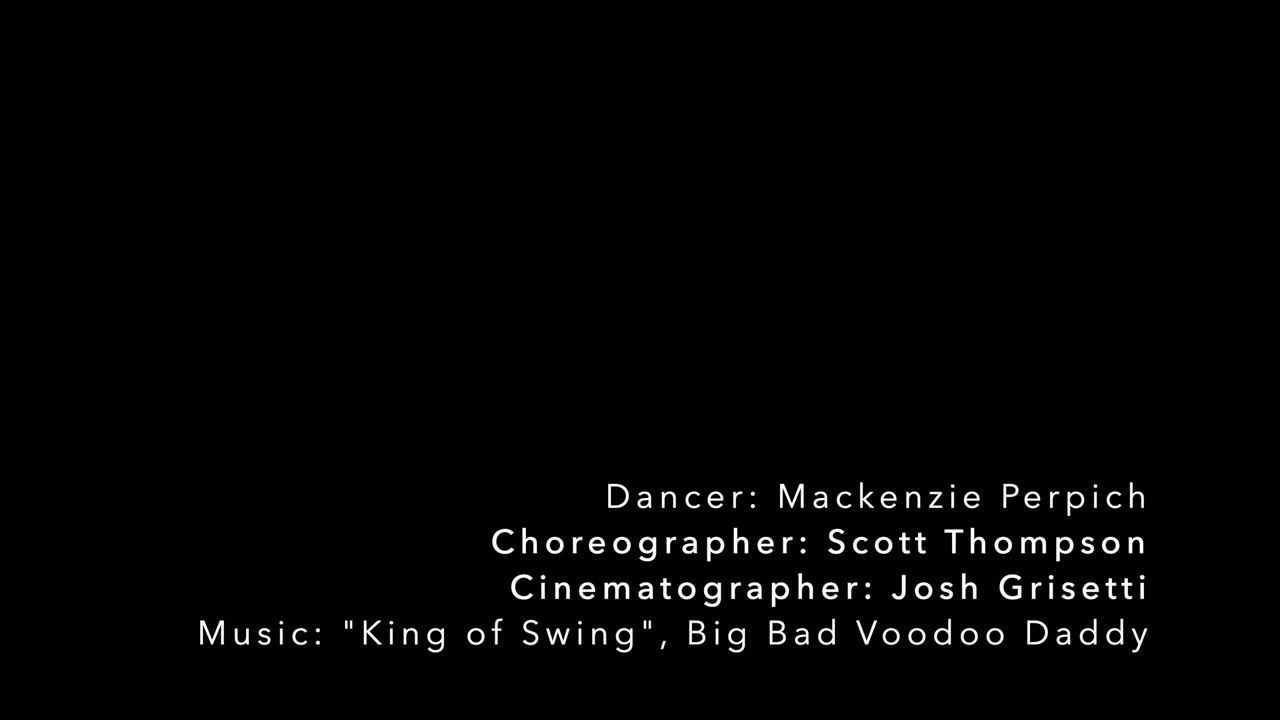 Dancer: Mackenzie Perpich
Choreographer: Scott Thompson
Cinematographer: Josh Grisetti
Music: "King of Swing", Big Bad Voodoo Daddy